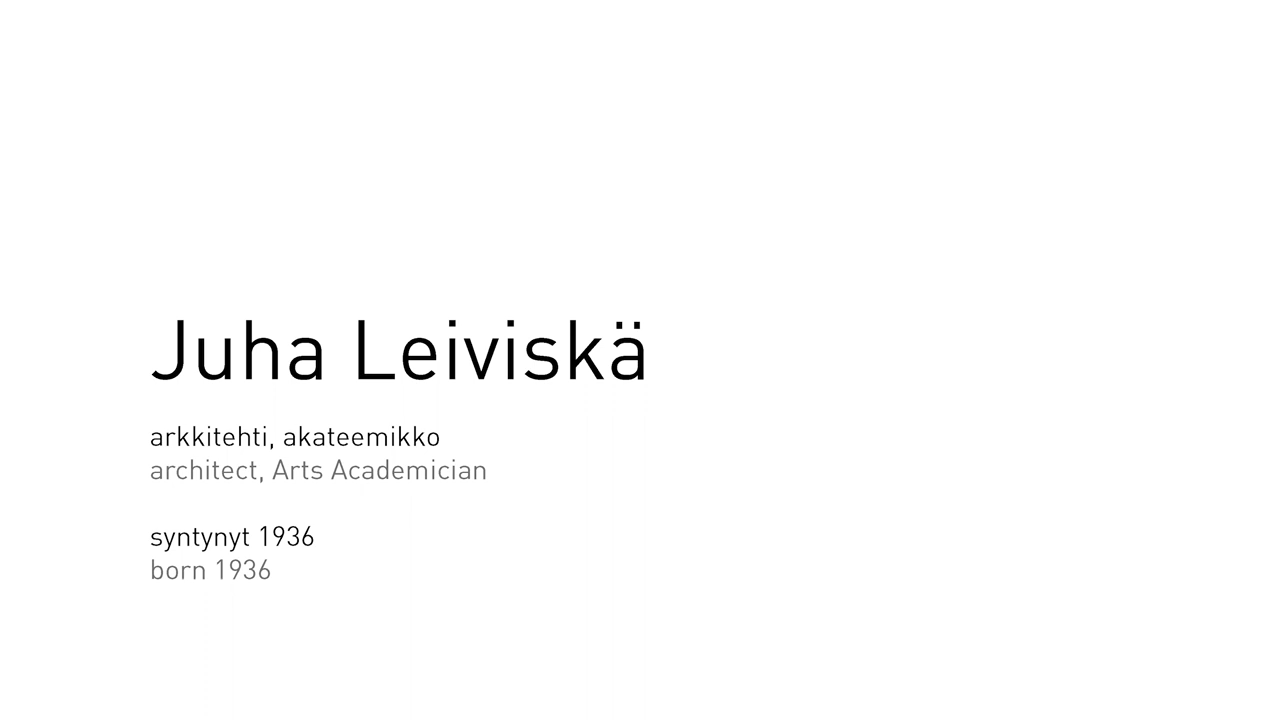 Juha Leiviskä
arkkitehti, akateemikko
architect, Arts Academician
syntynyt 1936
born 1936